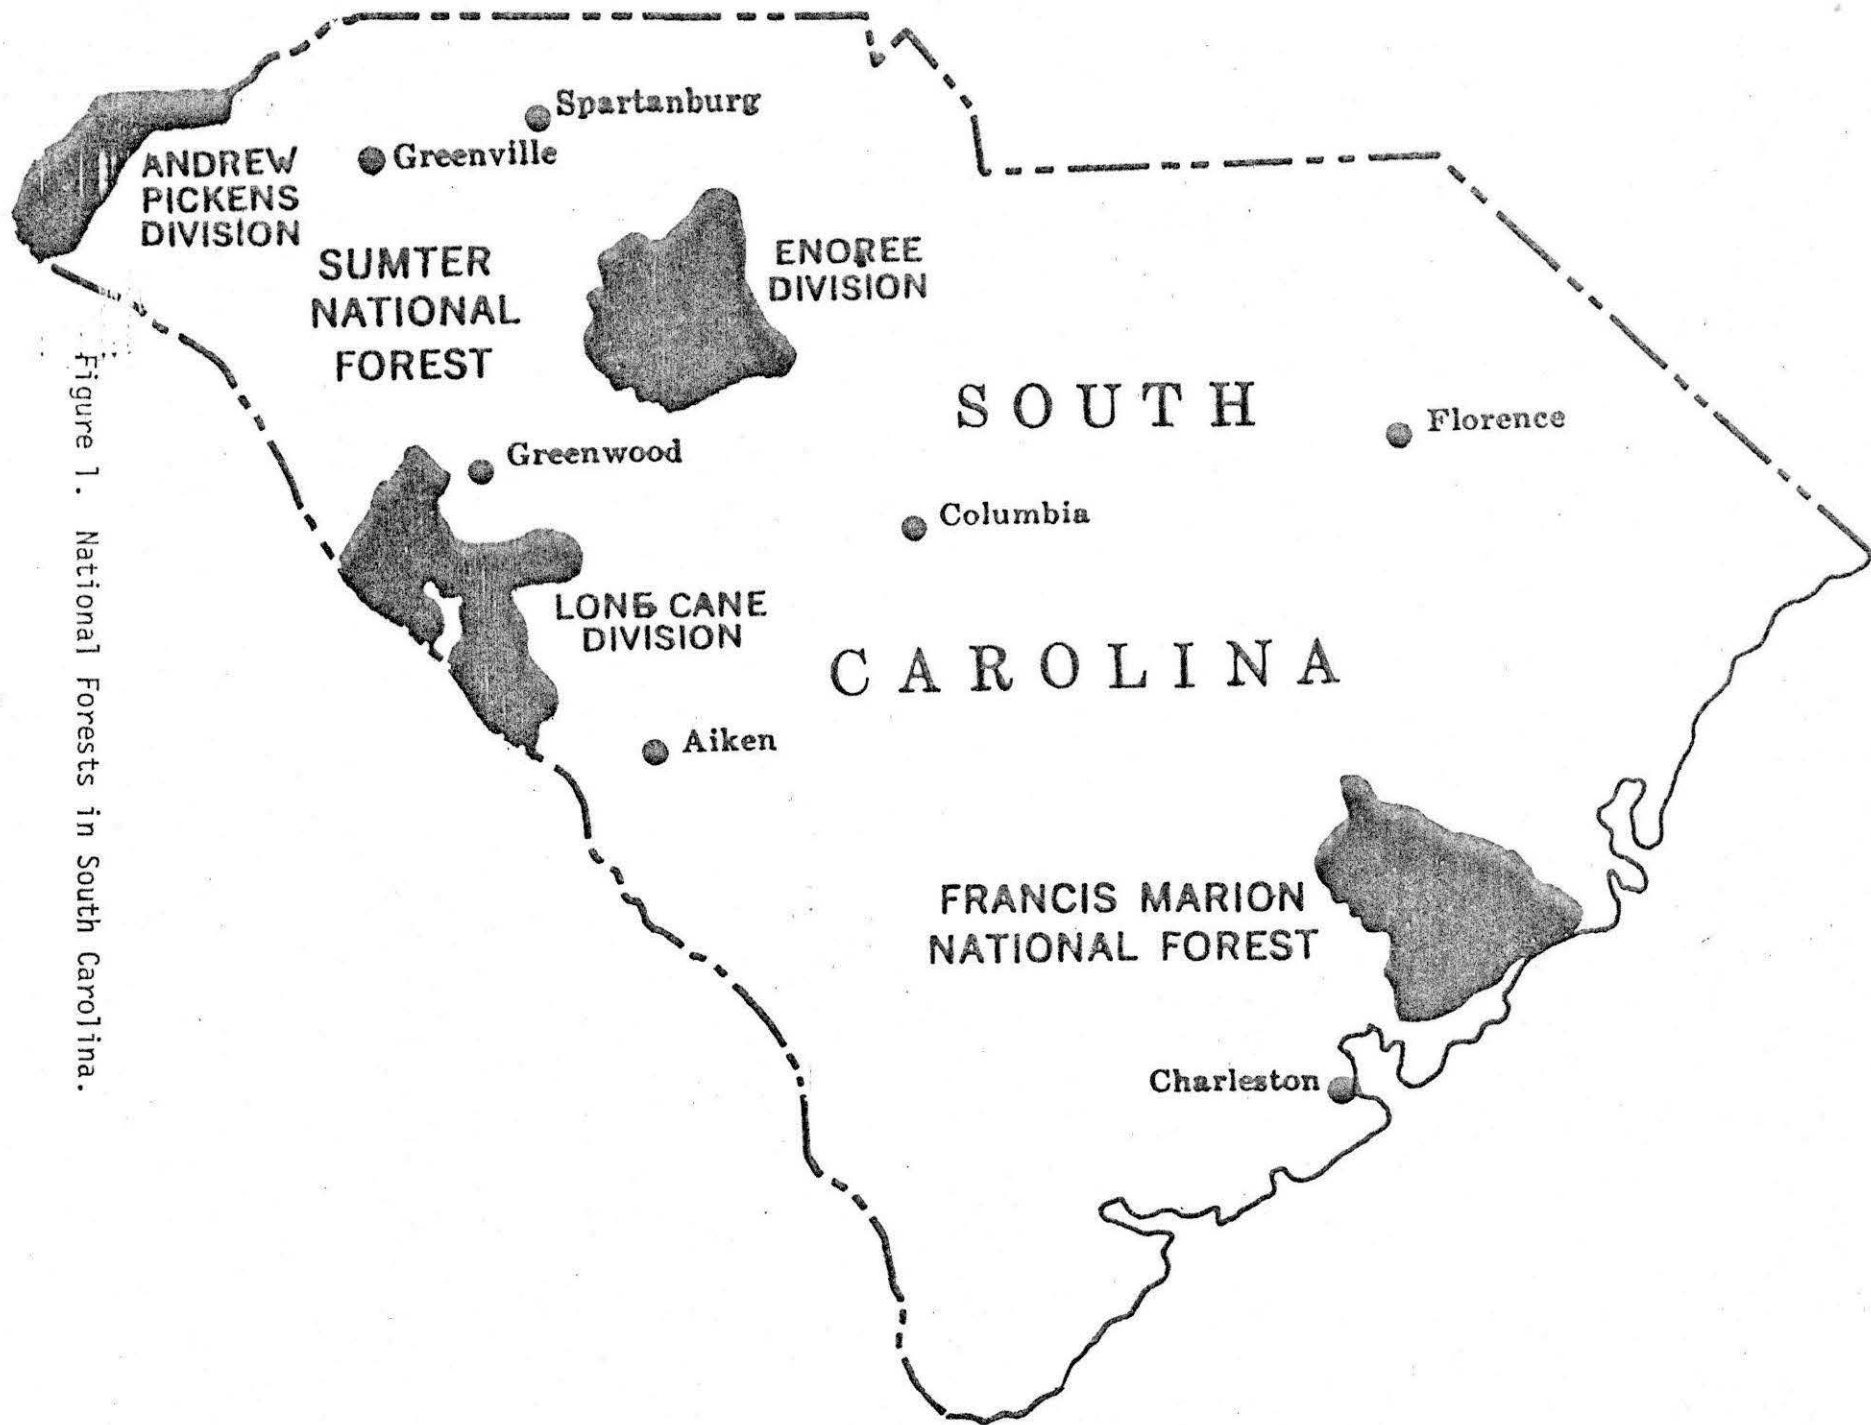 Spartanburg
Greenville
ANDREW
PICKENS
DIVISION
SUMTER
NATIONAL
FOREST
ENOREE
DIVISION
SOUTH
Florence
Greenwood
Columbia
LONG CANE
DIVISION
CAROLINA
Aiken
FRANCIS MARION
NATIONAL FOREST
Charleston
Figure 1. National Forests in South Carolina.